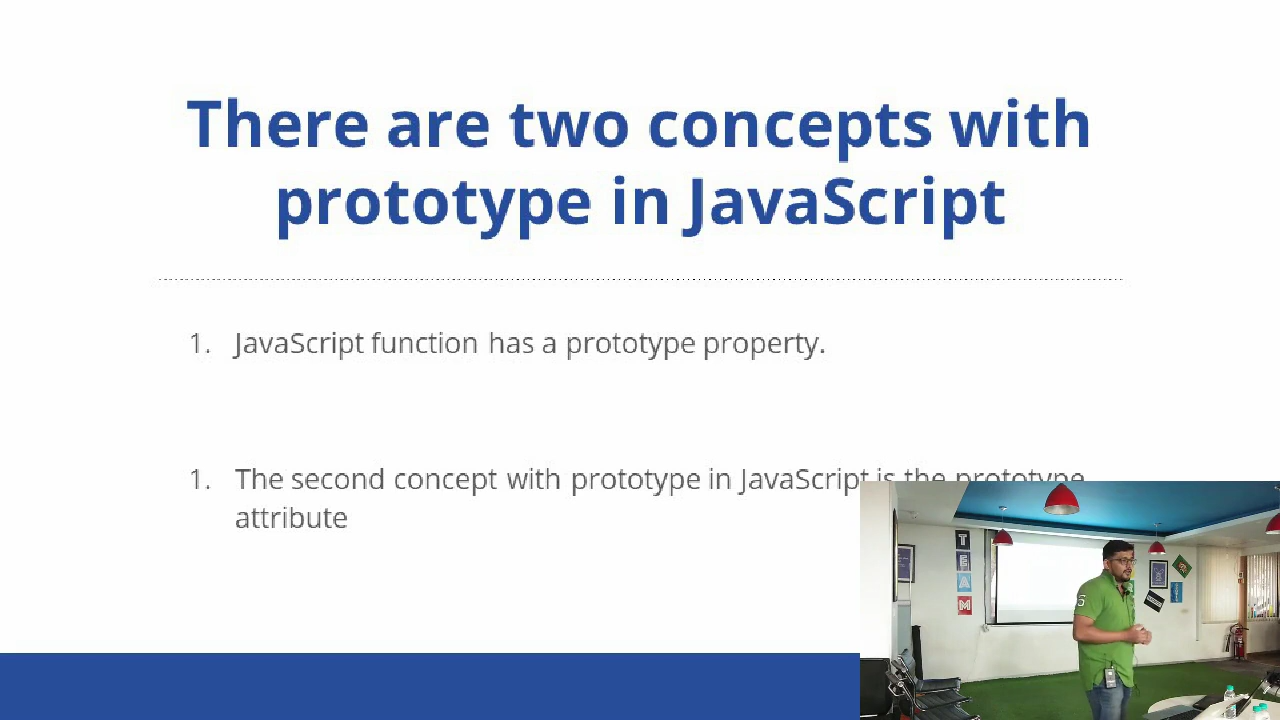 There are two concepts with
prototype in JavaScript
1. JavaScript function has a prototype property.
1. The second concept with prototype in JavaScript is the prototype
attribute
TEAM